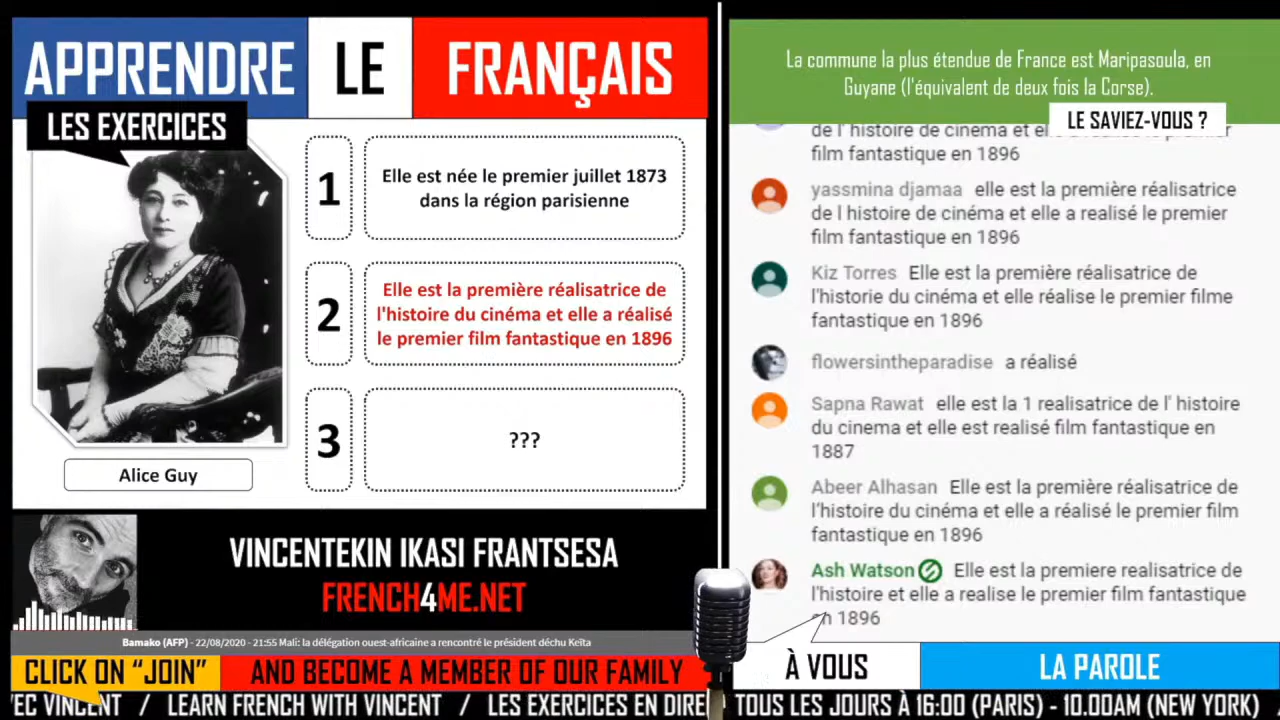 APPRENDRE LE FRANÇAIS
LES EXERCICES
1
Elle est née le premier juillet 1873
dans la région parisienne
2
Elle est la première réalisatrice de
l'histoire du cinéma et elle a réalisé
le premier film fantastique en 1896
3
???
Alice Guy
VINCENTEKIN IKASI FRANTSESA
FRENCH4ME.NET
Bamako (AFP) - 22/08/2020 - 21:55 Mali: la délégation ouest-africaine a rencontré le président déchu Keïta
CLICK ON “JOIN” AND BECOME A MEMBER OF OUR FAMILY
La commune la plus étendue de France est Maripasoula, en
Guyane (l'équivalent de deux fois la Corse).
LE SAVIEZ-VOUS ?
de l' histoire de cinéma et
film fantastique en 1896
yassmina djamaa elle est la première réalisatrice
de l histoire de cinéma et elle a realisé le premier
film fantastique en 1896
Kiz Torres Elle est la première réalisatrice de
l'historie du cinéma et elle réalise le premier filme
fantastique en 1896
flowersintheparadise a réalisé
Sapna Rawat elle est la 1 realisatrice de l' histoire
du cinema et elle est realisé film fantastique en
1887
Abeer Alhasan Elle est la première réalisatrice de
l'histoire du cinéma et elle a réalisé le premier film
fantastique en 1896
Ash Watson Elle est la premiere realisatrice de
l'histoire et elle a realise le premier film fantastique
en 1896
À VOUS LA PAROLE
VEC VINCENT / LEARN FRENCH WITH VINCENT / LES EXERCICES EN DIRE TOUS LES JOURS À 16:00 (PARIS) - 10.00AM (NEW YORK) /